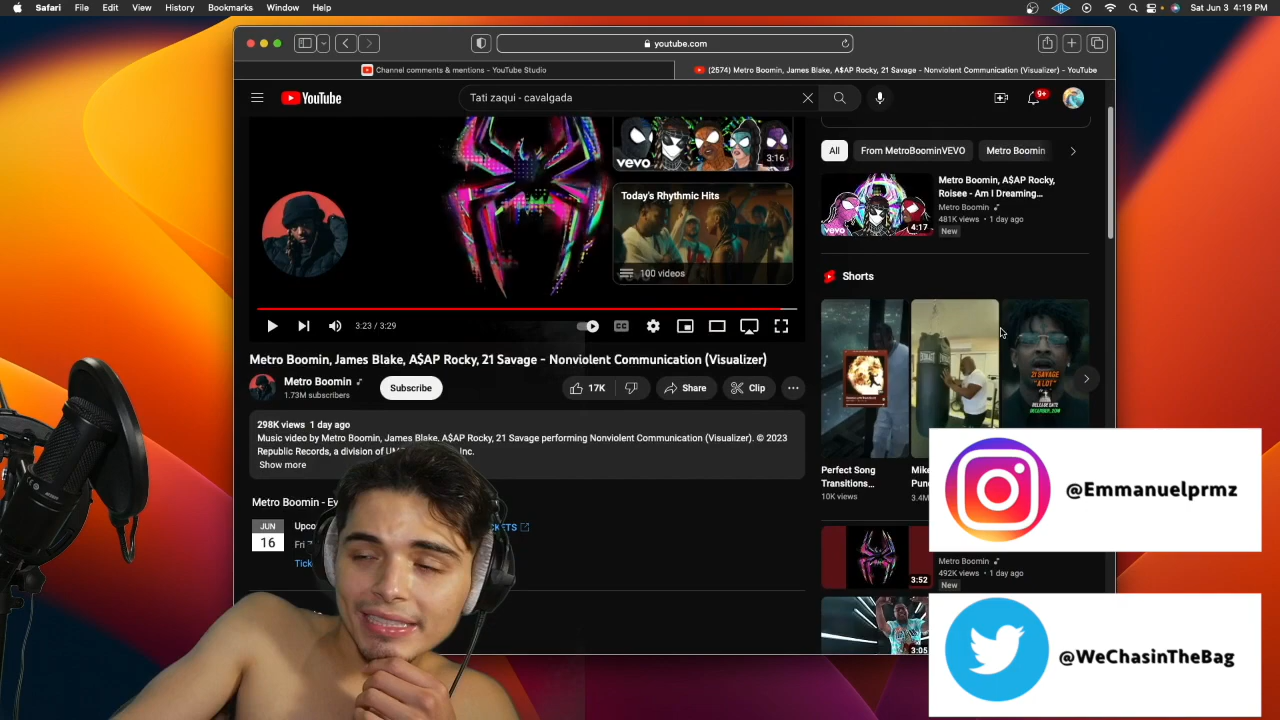 Safari File Edit View History Bookmarks Window Help
Sat Jun 3 4:19 PM
youtube.com
Channel comments & mentions - YouTube Studio
(2574) Metro Boomin, James Blake, A$AP Rocky, 21 Savage - Nonviolent Communication (Visualizer) - YouTube
YouTube
Tati zaqui - cavalgada
9+
vevo
3:16
Today's Rhythmic Hits
100 videos
3:23 / 3:29
CC
Metro Boomin, James Blake, A$AP Rocky, 21 Savage - Nonviolent Communication (Visualizer)
Metro Boomin
1.73M subscribers
Subscribe
17K
Share
Clip
298K views 1 day ago
Music video by Metro Boomin, James Blake, A$AP Rocky, 21 Savage performing Nonviolent Communication (Visualizer). © 2023
Republic Records, a division of Inc.
Show more
Metro Boomin -
JUN
16
Fri
All
From MetroBoominVEVO
Metro Boomin
Metro Boomin, A$AP Rocky,
Roisee - Am I Dreaming...
Metro Boomin
481K views • 1 day ago
New
vevo
4:17
Shorts
EVERLAST
21 SAVAGE
"A LOT"
RELEASE DATE
Perfect Song
Transitions...
10K views
Metro Boomin
492K views • 1 day ago
New
3:52
3:05
@Emmanuelprmz
@WeChasinTheBag